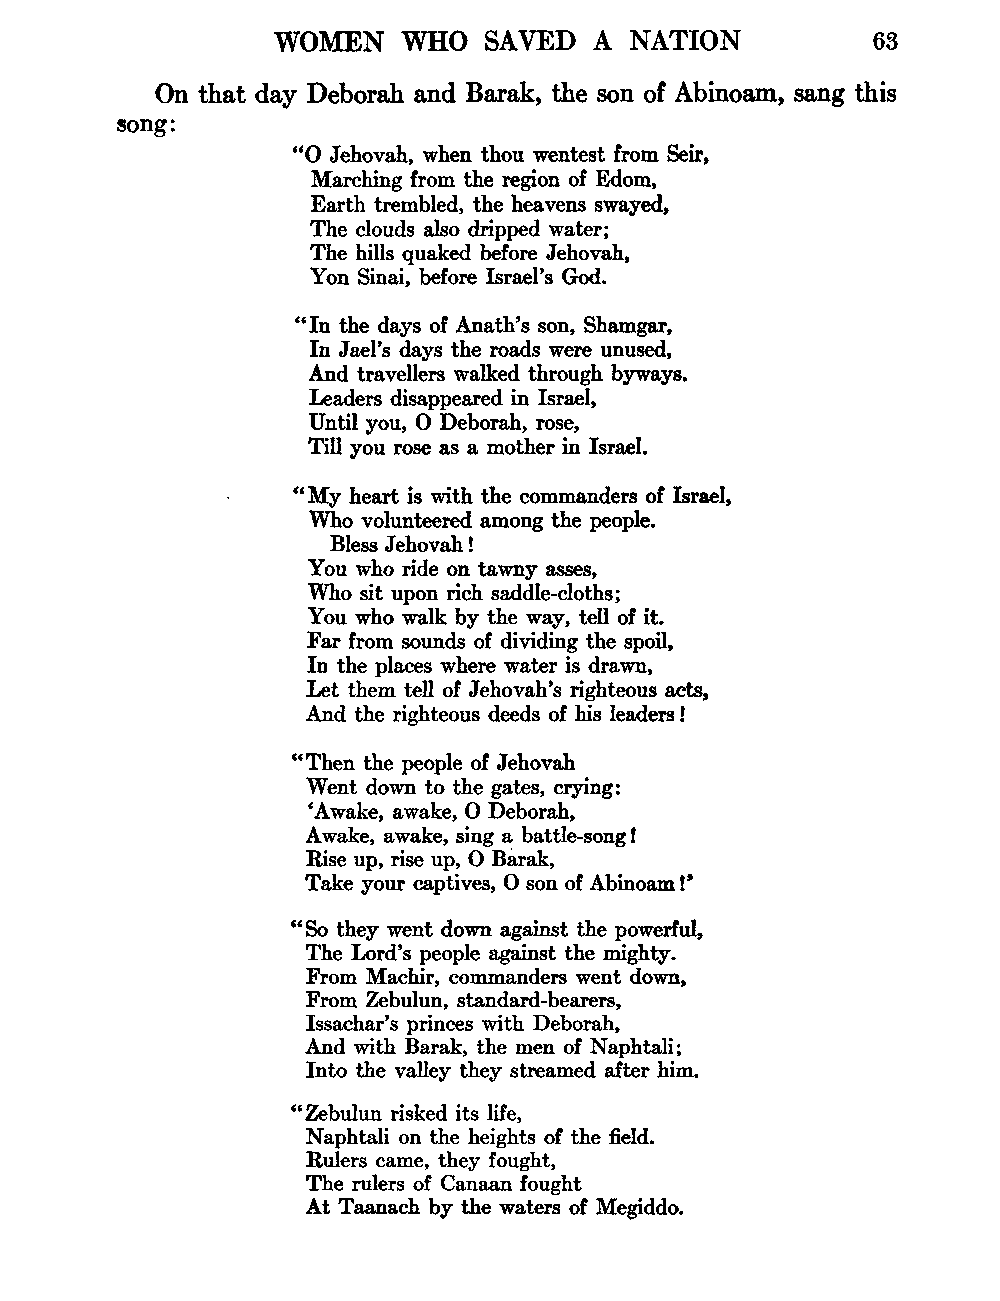 WOMEN WHO SAVED A NATION 63
On that day Deborah and Barak, the son of Abinoam, sang this
song:
“O Jehovah, when thou wentest from Seir,
Marching from the region of Edom,
Earth trembled, the heavens swayed,
The clouds also dripped water;
The hills quaked before Jehovah,
Yon Sinai, before Israel’s God.
“In the days of Anath’s son, Shamgar,
In Jael’s days the roads were unused,
And travellers walked through byways.
Leaders disappeared in Israel,
Until you, O Deborah, rose,
Till you rose as a mother in Israel.
“My heart is with the commanders of Israel,
Who volunteered among the people.
Bless Jehovah!
You who ride on tawny asses,
Who sit upon rich saddle-cloths;
You who walk by the way, tell of it.
Far from sounds of dividing the spoil,
In the places where water is drawn,
Let them tell of Jehovah’s righteous acts,
And the righteous deeds of his leaders!
“Then the people of Jehovah
Went down to the gates, crying:
‘Awake, awake, O Deborah,
Awake, awake, sing a battle-song!
Rise up, rise up, O Barak,
Take your captives, O son of Abinoam!’
“So they went down against the powerful,
The Lord’s people against the mighty.
From Machir, commanders went down,
From Zebulun, standard-bearers,
Issachar’s princes with Deborah,
And with Barak, the men of Naphtali;
Into the valley they streamed after him.
“Zebulun risked its life,
Naphtali on the heights of the field.
Rulers came, they fought,
The rulers of Canaan fought
At Taanach by the waters of Megiddo.